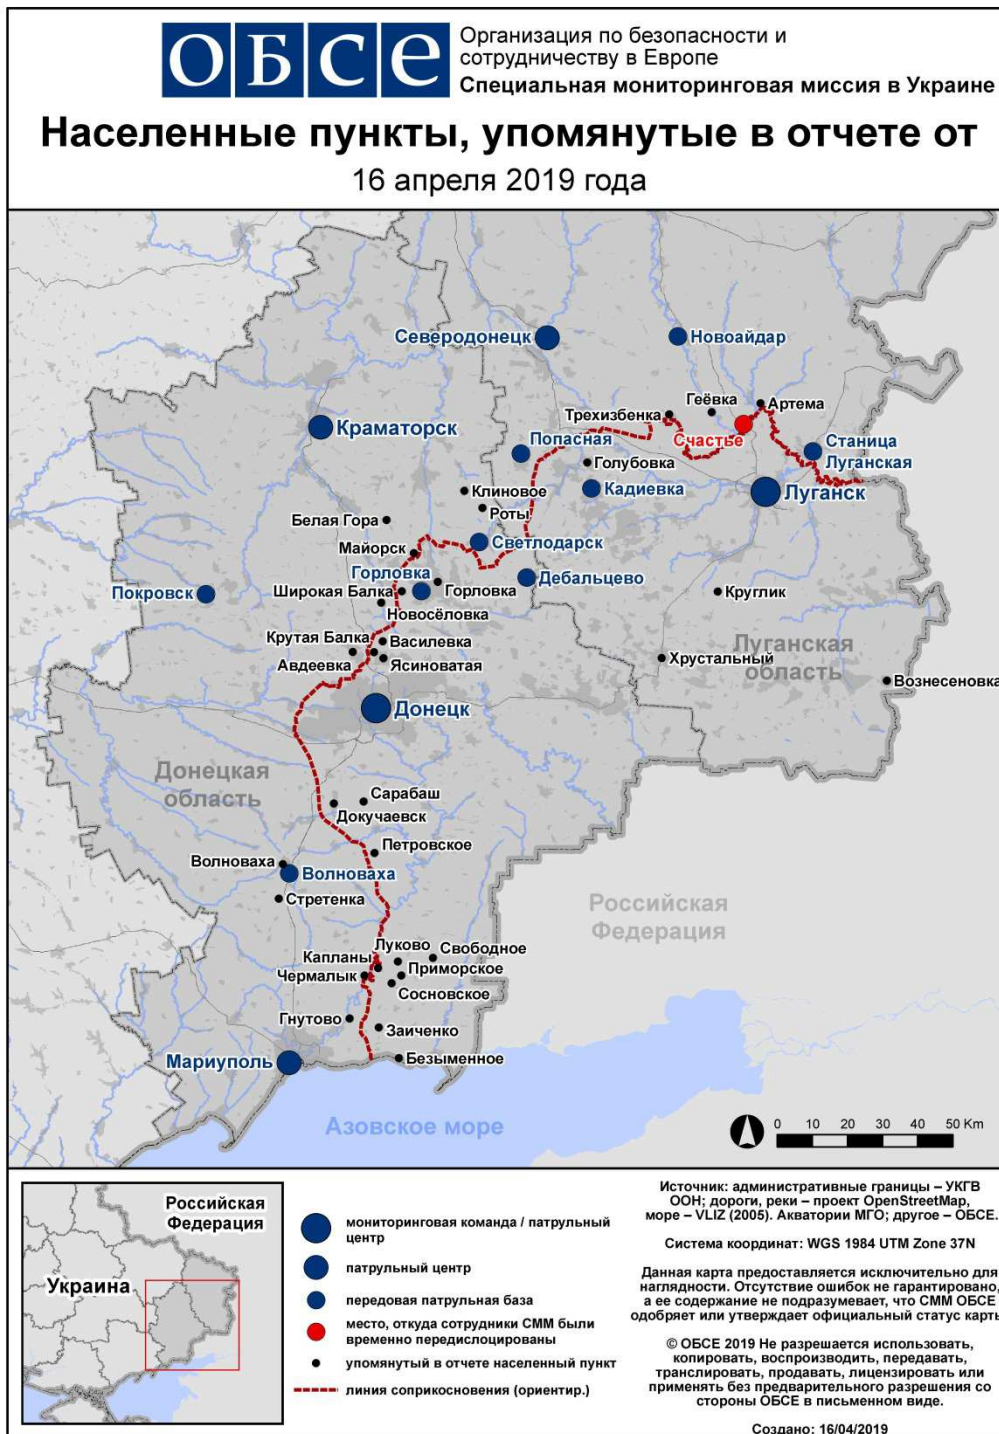 ОБСЕ
Организация по безопасности и
сотрудничеству в Европе
Специальная мониторинговая миссия в Украине
Населенные пункты, упомянутые в отчете от
16 апреля 2019 года
Северодонецк
Новоайдар
Геёвка
Артема
Трехизбенка
Счастье
Краматорск
Попасная
Станица
Луганская
Голубовка
Кадиевка
Луганск
Клиновое
Роты
Белая Гора
Майорск
Светлодарск
Горловка
Дебальцево
Покровск
Широкая Балка
Горловка
Круглик
Новосёловка
Крутая Балка
Василевка
Луганская
область
Авдеевка
Ясиноватая
Хрустальный
Вознесеновка
Донецк
Донецкая
область
Сарабаш
Докучаевск
Петровское
Волноваха
Волноваха
Стретенка
Российская
Федерация
Луково
Свободное
Капланы
Чермалык
Приморское
Сосновское
Гнутово
Заиченко
Мариуполь
Безыменное
Азовское море
0 10 20 30 40 50 Km
Российская
Федерация
Украина
мониторинговая команда / патрульный
центр
патрульный центр
передовая патрульная база
место, откуда сотрудники СММ были
временно передислоцированы
упомянутый в отчете населенный пункт
линия соприкосновения (ориентир.)
Источник: административные границы – УКГВ
ООН; дороги, реки – проект OpenStreetMap,
море – VLIZ (2005). Акватории МГО; другое – ОБСЕ.
Система координат: WGS 1984 UTM Zone 37N
Данная карта предоставляется исключительно для
наглядности. Отсутствие ошибок не гарантировано,
а ее содержание не подразумевает, что СММ ОБСЕ
одобряет или утверждает официальный статус карты
© ОБСЕ 2019 Не разрешается использовать,
копировать, воспроизводить, передавать,
транслировать, продавать, лицензировать или
применять без предварительного разрешения со
стороны ОБСЕ в письменном виде.
Создано: 16/04/2019